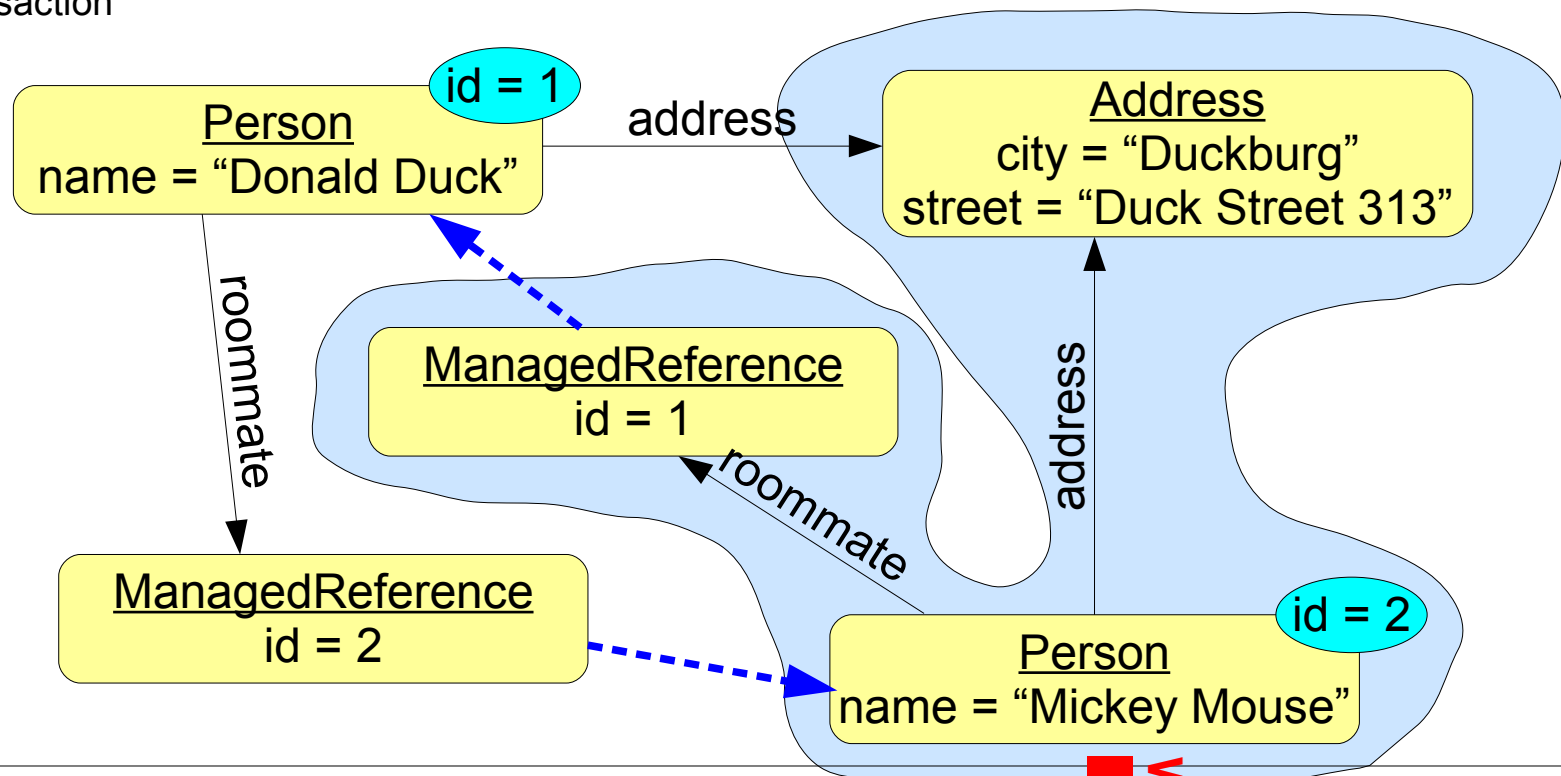 saction
id = 1
Person
name = “Donald Duck”
address
Address
city = “Duckburg”
street = “Duck Street 313”
roommate
ManagedReference
id = 1
address
roommate
ManagedReference
id = 2
id = 2
Person
name = “Mickey Mouse”